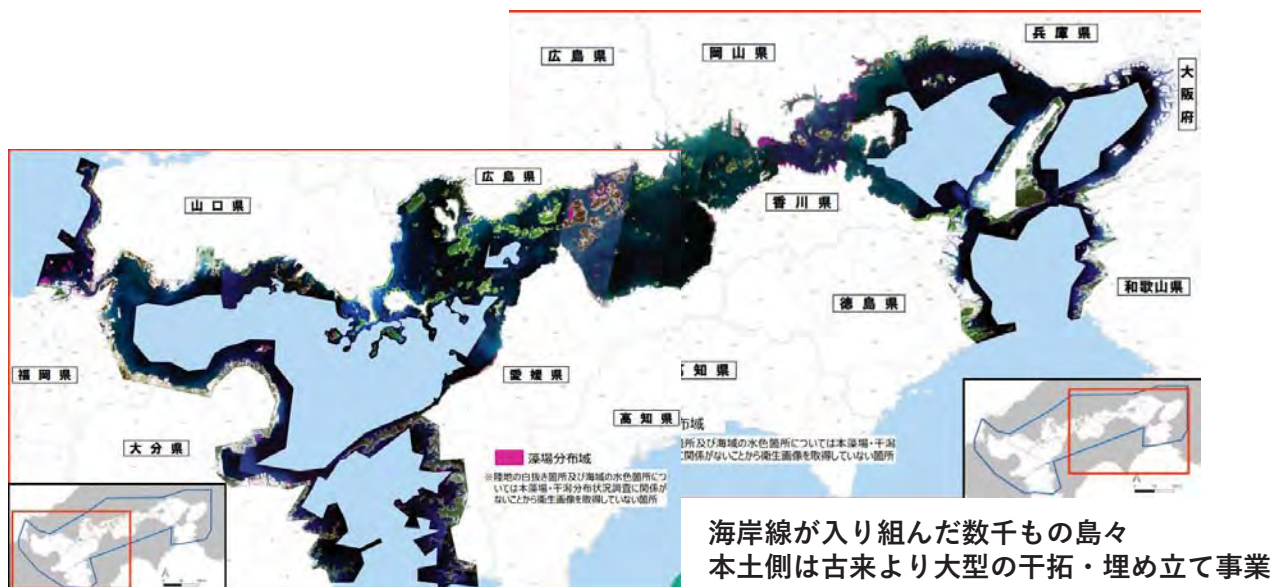 兵庫県
岡山県
広島県
大阪府
広島県
山口県
香川県
和歌山県
徳島県
福岡県
愛媛県
知県
高知県
大分県
布域
藻場分布域
箇所及び海域の水色箇所については本藻場・干潟
に関係がないことから衛生画像を取得していない箇所
※陸地の白抜き箇所及び海域の水色箇所につ
いては本藻場・干潟分布状況調査に関係が
ないことから衛生画像を取得していない箇所
海岸線が入り組んだ数千もの島々
本土側は古来より大型の干拓・埋め立て事業